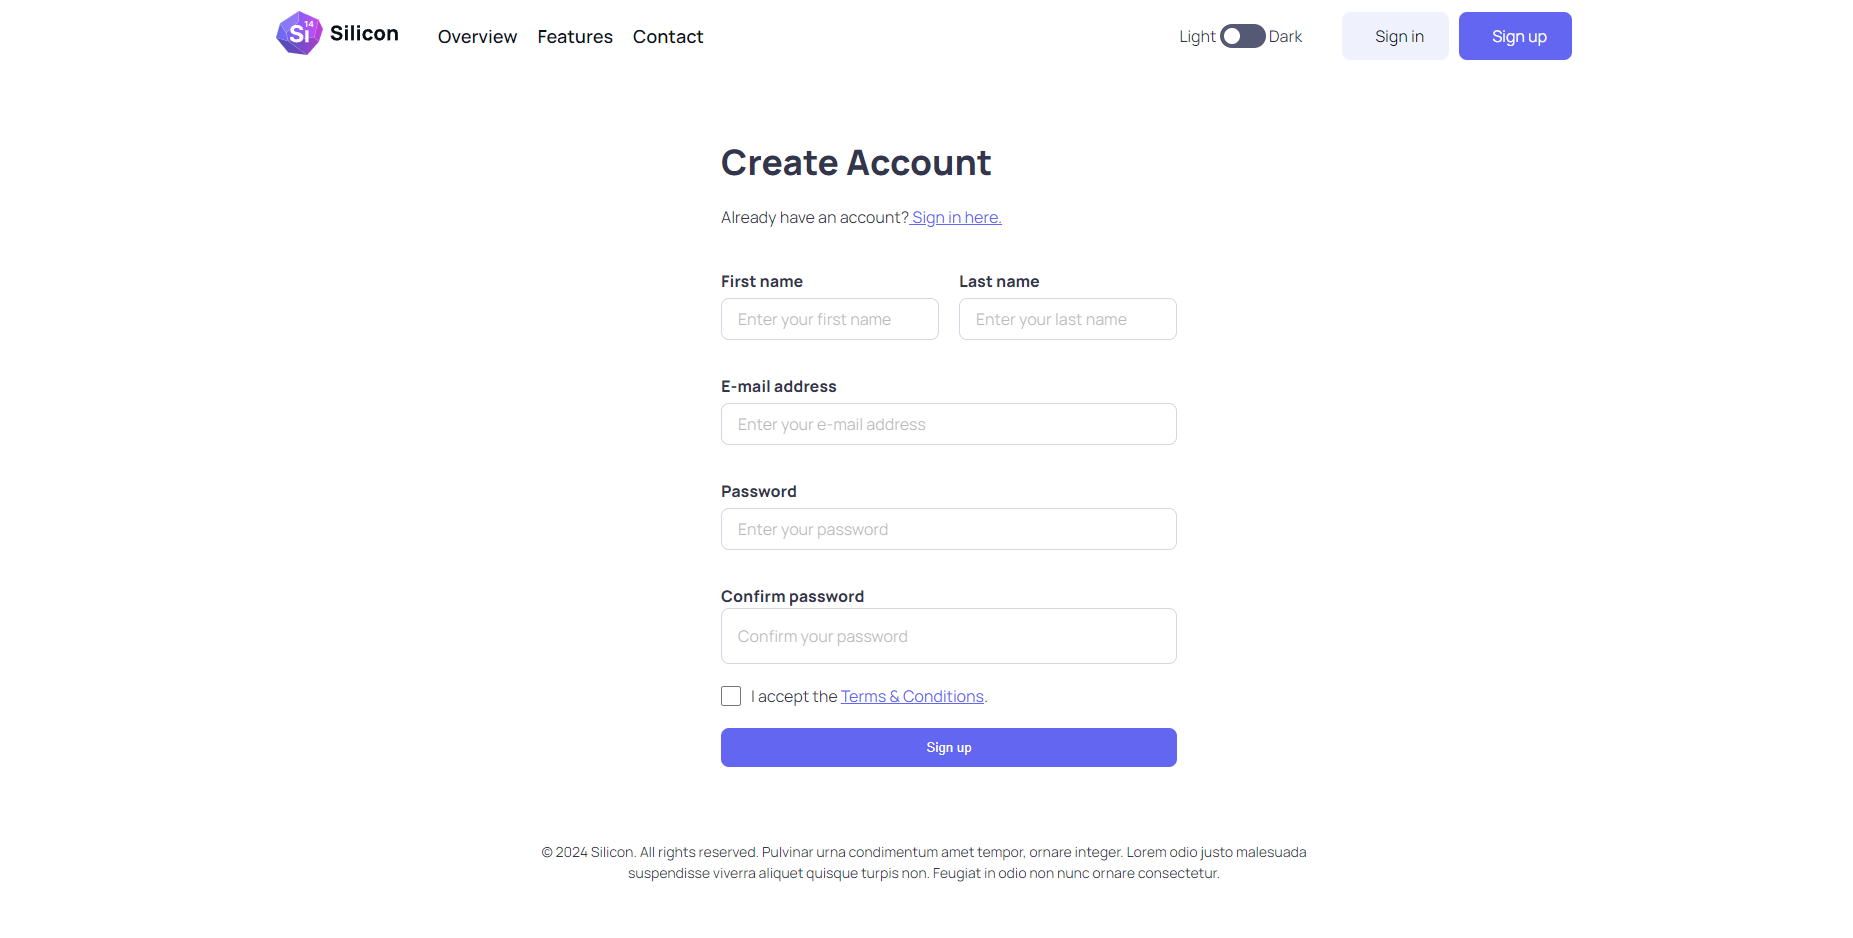 Si 14 Silicon Overview Features Contact Light Dark Sign in Sign up
Create Account
Already have an account? Sign in here.
First name Last name
Enter your first name Enter your last name
E-mail address
Enter your e-mail address
Password
Enter your password
Confirm password
Confirm your password
I accept the Terms & Conditions.
Sign up
© 2024 Silicon. All rights reserved. Pulvinar urna condimentum amet tempor, ornare integer. Lorem odio justo malesuada
suspendisse viverra aliquet quisque turpis non. Feugiat in odio non nunc ornare consectetur.